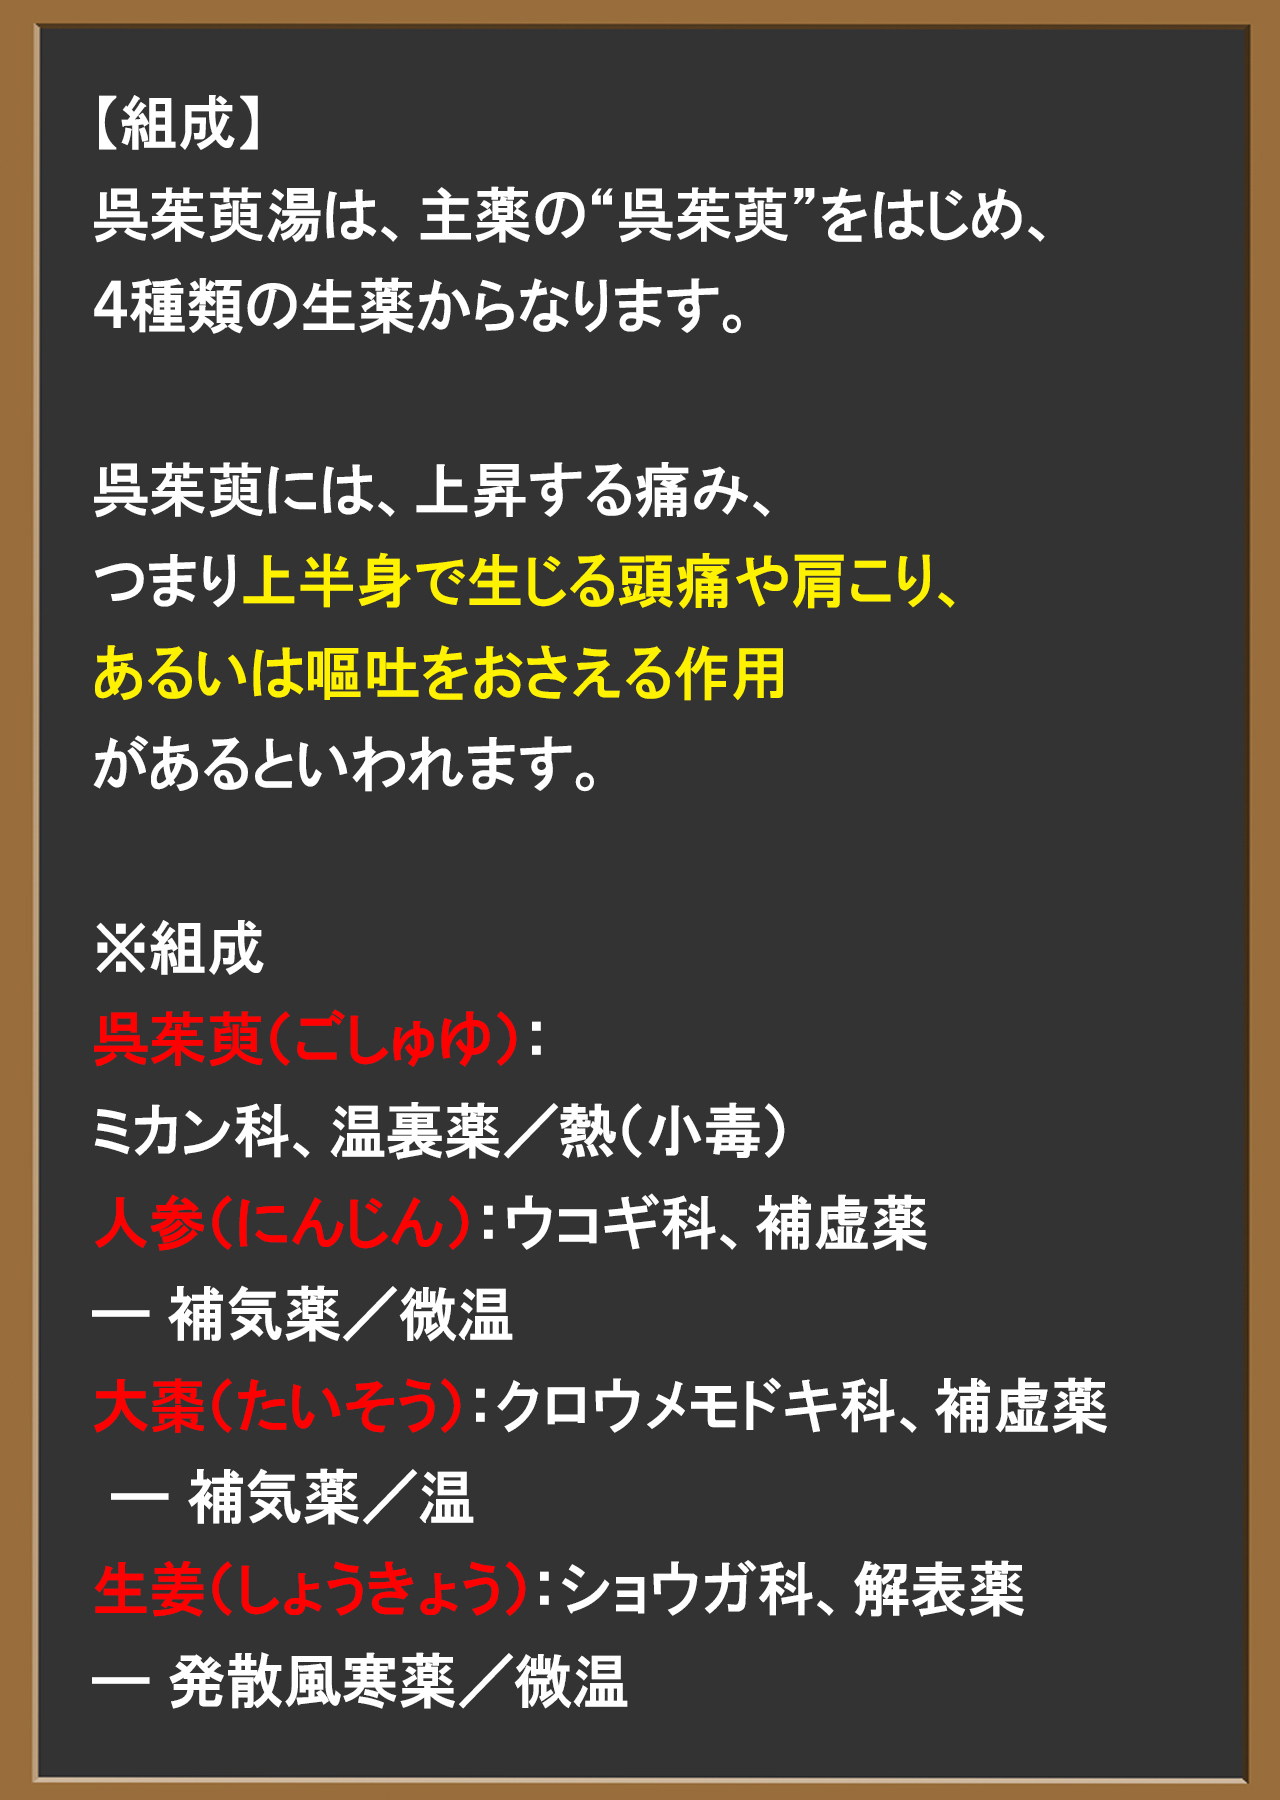 【組成】
呉茱萸湯は、主薬の“呉茱萸”をはじめ、
4種類の生薬からなります。
呉茱萸には、上昇する痛み、
つまり上半身で生じる頭痛や肩こり、
あるいは嘔吐をおさえる作用
があるといわれます。
※組成
呉茱萸（ごしゅゆ）：
ミカン科、温裏薬／熱（小毒）
人参（にんじん）：ウコギ科、補虚薬
― 補気薬／微温
大棗（たいそう）：クロウメモドキ科、補虚薬
― 補気薬／温
生姜（しょうきょう）：ショウガ科、解表薬
― 発散風寒薬／微温